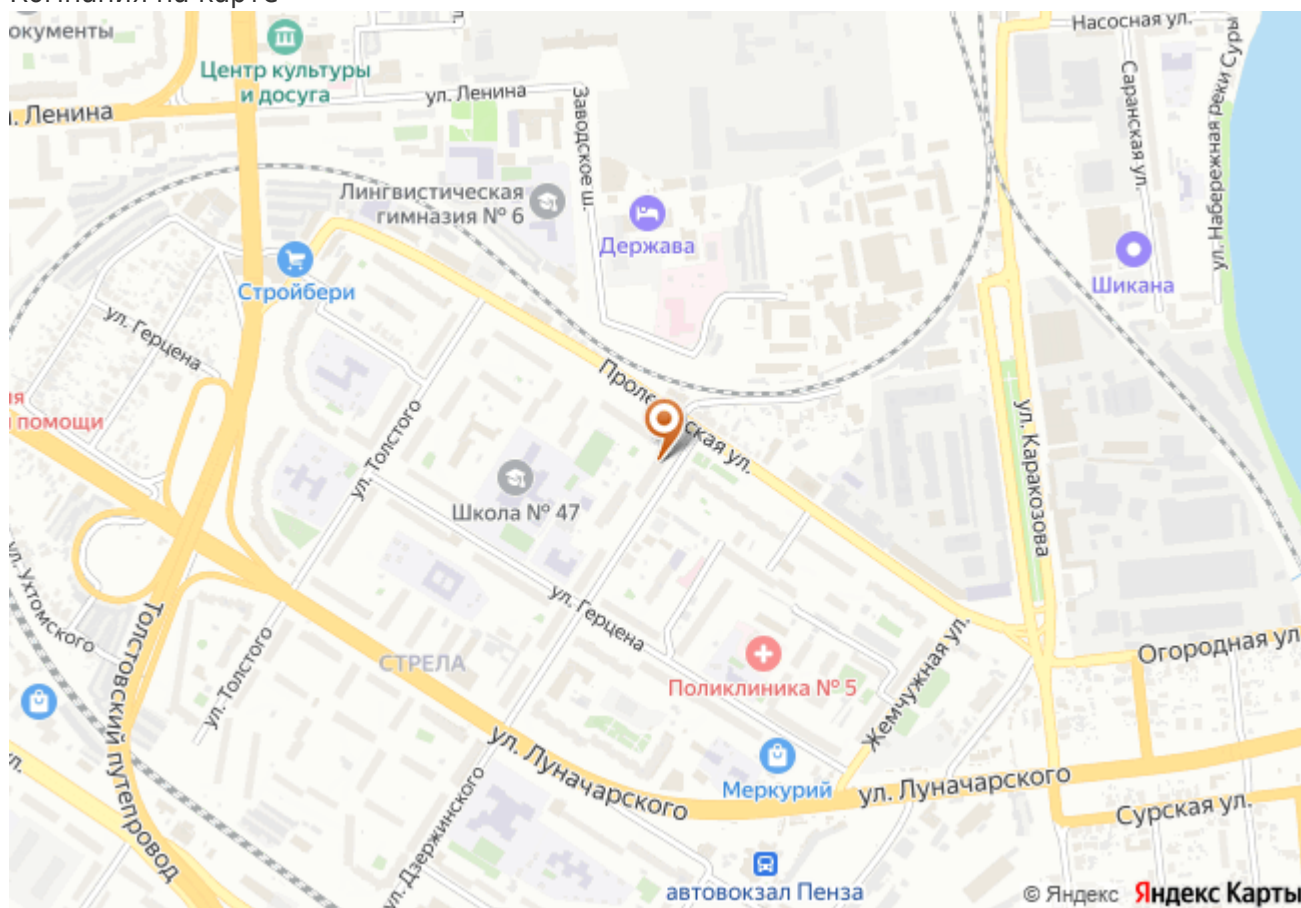 Компания на карте
окументы
Центр культуры
и досуга
ул. Ленина
Заводское ш.
. Ленина
Насосная ул.
Саранская ул.
ул. Набережная реки Суры
Лингвистическая
гимназия № 6
Держава
Шикана
Стройбери
ул. Герцена
ул. Толстого
Пролетарская ул.
ул. Каракозова
я
помощи
Школа № 47
ул. Ухтомского
Толстовский путепровод
ул. Герцена
ул. Толстого
СТРЕЛА
Поликлиника № 5
Жемчужная ул.
Огородная ул
ул. Луначарского
Меркурий
ул. Луначарского
Сурская ул.
ул. Дзержинского
л.
автовокзал Пенза
© Яндекс Яндекс Карты